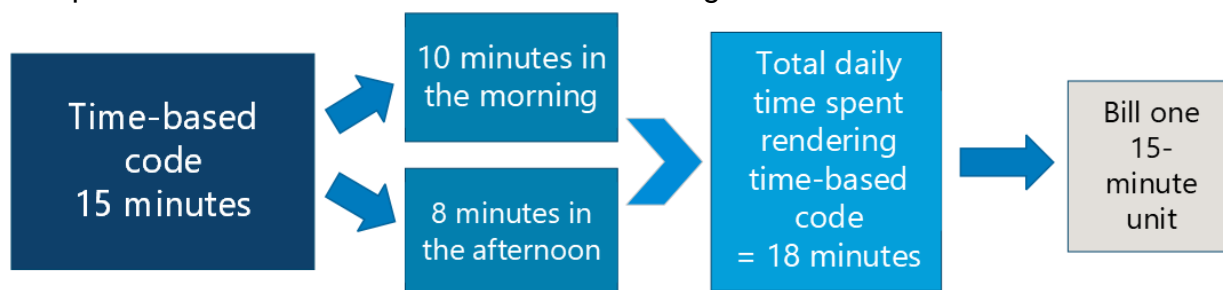 Time-based
code
15 minutes
10 minutes in
the morning
8 minutes in
the afternoon
Total daily
time spent
rendering
time-based
code
= 18 minutes
Bill one
15-
minute
unit